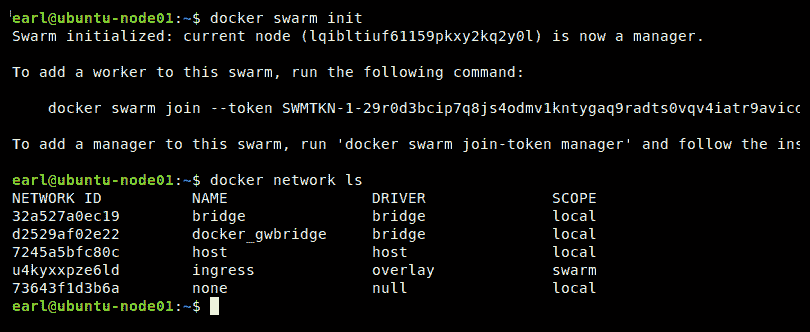 earl@ubuntu-node01:~$ docker swarm init
Swarm initialized: current node (lqibltiuf61159pkxy2kq2y0l) is now a manager.
To add a worker to this swarm, run the following command:
docker swarm join --token SWMTKN-1-29r0d3bcip7q8js4odmv1kntygaq9radts0vqv4iatr9avicc
To add a manager to this swarm, run 'docker swarm join-token manager' and follow the ins
earl@ubuntu-node01:~$ docker network ls
NETWORK ID NAME DRIVER SCOPE
32a527a0ec19 bridge bridge local
d2529af02e22 docker_gwbridge bridge local
7245a5bfc80c host host local
u4kyxxpze6ld ingress overlay swarm
73643f1d3b6a none null local
earl@ubuntu-node01:~$